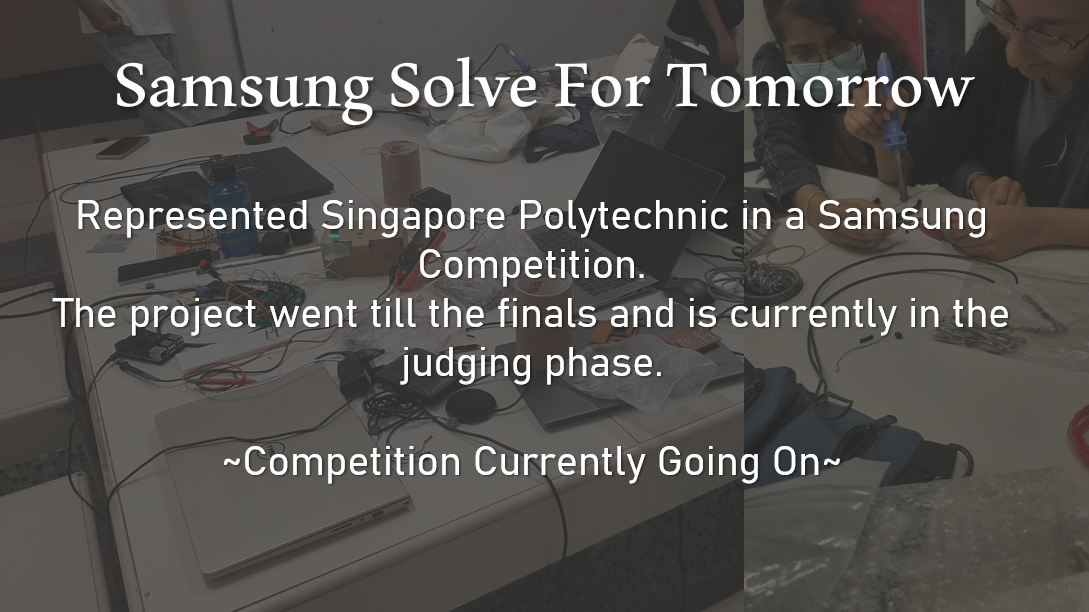 Samsung Solve For Tomorrow
Represented Singapore Polytechnic in a Samsung
Competition.
The project went till the finals and is currently in the
judging phase.
~Competition Currently Going On~